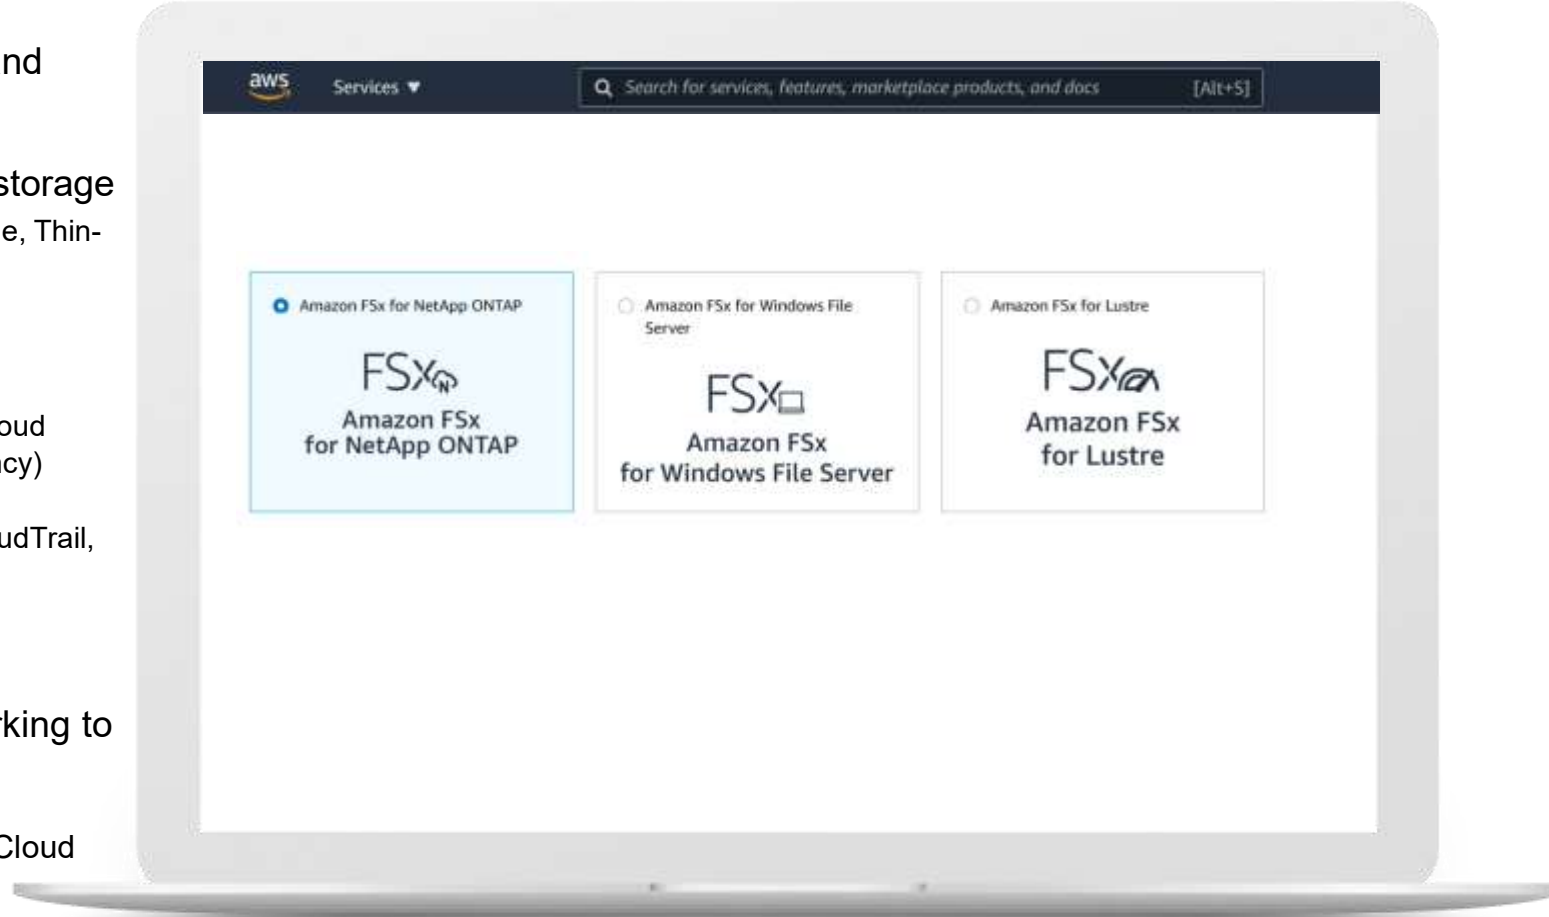 nd
storage
e, Thin-
oud
cy)
udTrail,
king to
Cloud
aws Services ▼ Search for services, features, marketplace products, and docs [Alt+S]
Amazon FSx for NetApp ONTAP
FSx
Amazon FSx
for NetApp ONTAP
Amazon FSx for Windows File
Server
FSx
Amazon FSx
for Windows File Server
Amazon FSx for Lustre
FSx
Amazon FSx
for Lustre